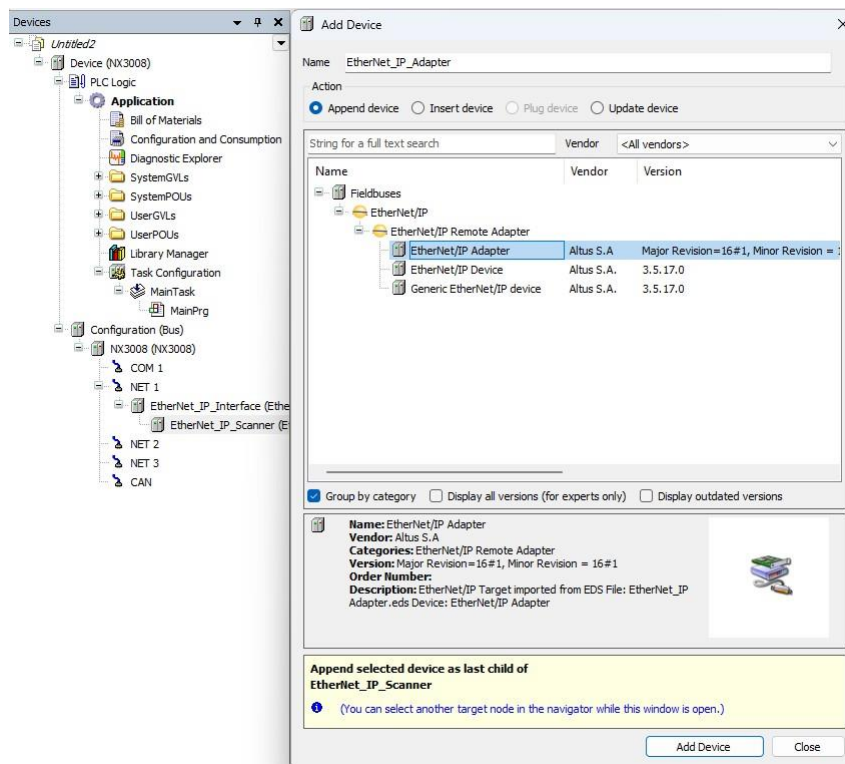 Devices
Untitled2
Device (NX3008)
PLC Logic
Application
Bill of Materials
Configuration and Consumption
Diagnostic Explorer
SystemGVLs
SystemPOUs
UserGVLs
UserPOUs
Library Manager
Task Configuration
MainTask
MainPrg
Configuration (Bus)
NX3008 (NX3008)
COM 1
NET 1
EtherNet_IP_Interface (Ethe
EtherNet_IP_Scanner (E
NET 2
NET 3
CAN
Add Device
Name EtherNet_IP_Adapter
Action
Append device Insert device Plug device Update device
String for a full text search Vendor <All vendors>
Name Vendor Version
Fieldbuses
EtherNet/IP
EtherNet/IP Remote Adapter
EtherNet/IP Adapter Altus S.A Major Revision=16#1, Minor Revision = 1
EtherNet/IP Device Altus S.A. 3.5.17.0
Generic EtherNet/IP device Altus S.A. 3.5.17.0
Group by category Display all versions (for experts only) Display outdated versions
Name: EtherNet/IP Adapter
Vendor: Altus S.A
Categories: EtherNet/IP Remote Adapter
Version: Major Revision=16#1, Minor Revision = 16#1
Order Number:
Description: EtherNet/IP Target imported from EDS File: EtherNet_IP
Adapter.eds Device: EtherNet/IP Adapter
Append selected device as last child of
EtherNet_IP_Scanner
(You can select another target node in the navigator while this window is open.)
Add Device Close